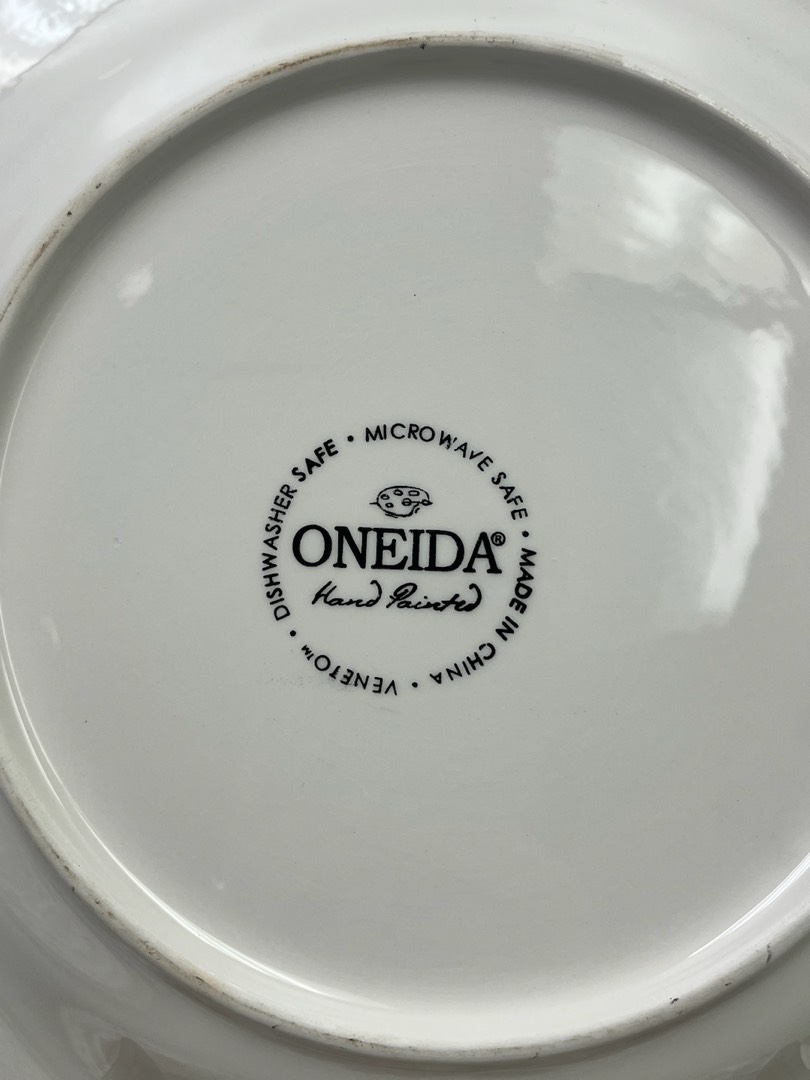 DISHWASHER SAFE • MICROWAVE SAFE • MADE IN CHINA • VENETO™ •
ONEIDA®
Hand Painted